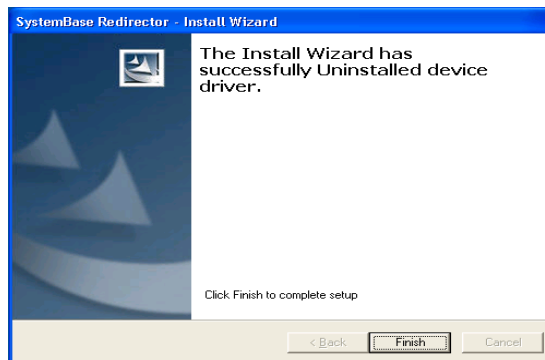 SystemBase Redirector - Install Wizard
The Install Wizard has
successfully Uninstalled device
driver.
Click Finish to complete setup
< Back
Finish
Cancel